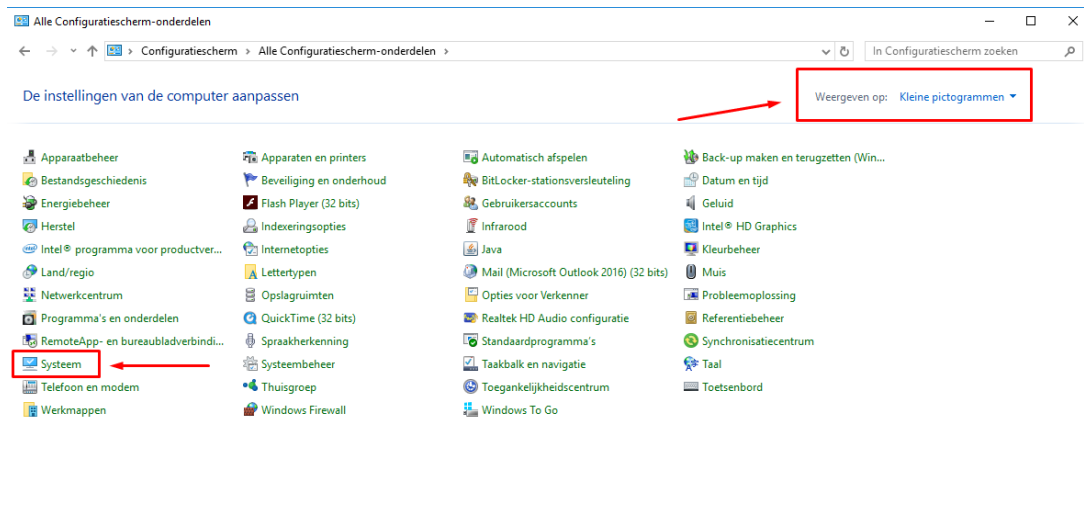 Alle Configuratiescherm-onderdelen
Configuratiescherm > Alle Configuratiescherm-onderdelen >
In Configuratiescherm zoeken
De instellingen van de computer aanpassen
Weergeven op: Kleine pictogrammen
Apparaatbeheer
Apparaten en printers
Automatisch afspelen
Back-up maken en terugzetten (Win...
Bestandsgeschiedenis
Beveiliging en onderhoud
BitLocker-stationsversleuteling
Datum en tijd
Energiebeheer
Flash Player (32 bits)
Gebruikersaccounts
Geluid
Herstel
Indexeringsopties
Infrarood
Intel® HD Graphics
Intel® programma voor productver...
Internetopties
Java
Kleurbeheer
Land/regio
Lettertypen
Mail (Microsoft Outlook 2016) (32 bits)
Muis
Netwerkcentrum
Opslagruimten
Opties voor Verkenner
Probleemoplossing
Programma's en onderdelen
QuickTime (32 bits)
Realtek HD Audio configuratie
Referentiebeheer
RemoteApp- en bureaubladverbindi...
Spraakherkenning
Standaardprogramma's
Synchronisatiecentrum
Systeem
Systeembeheer
Taakbalk en navigatie
Taal
Telefoon en modem
Thuisgroep
Toegankelijkheidscentrum
Toetsenbord
Werkmappen
Windows Firewall
Windows To Go